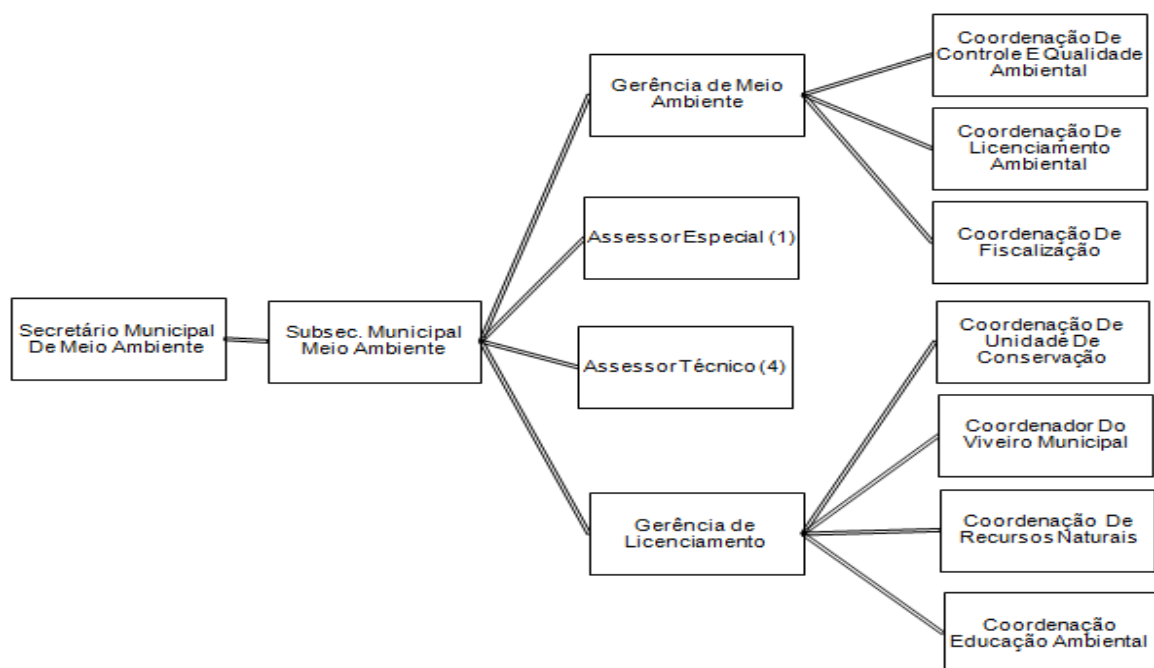 Secretário Municipal
De Meio Ambiente
Subsec. Municipal
Meio Ambiente
Gerência de Meio
Ambiente
Assessor Especial (1)
Assessor Técnico (4)
Gerência de
Licenciamento
Coordenação De
Controle E Qualidade
Ambiental
Coordenação De
Licenciamento
Ambiental
Coordenação De
Fiscalização
Coordenação De
Unidade De
Conservação
Coordenador Do
Viveiro Municipal
Coordenação De
Recursos Naturais
Coordenação
Educação Ambiental